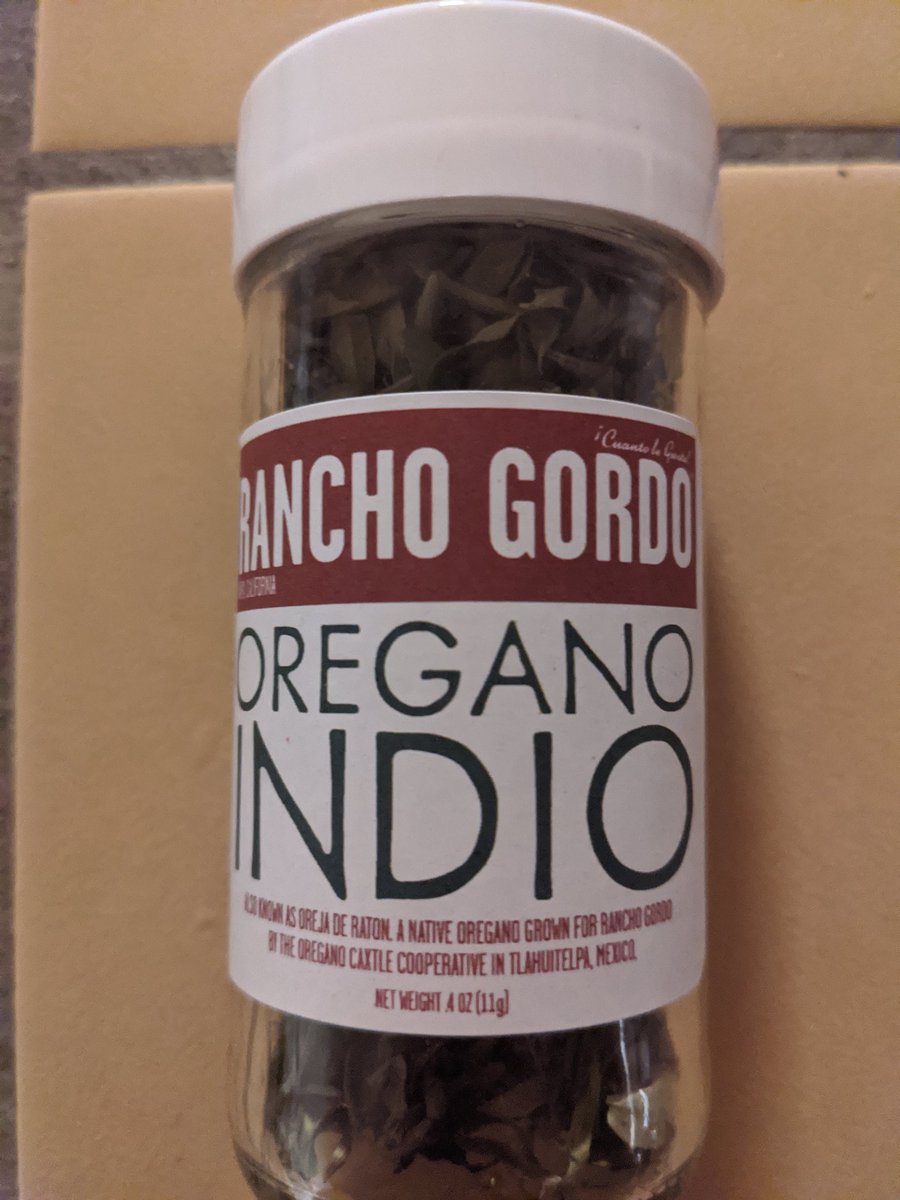 ¡Cuanto le Gusta!
RANCHO GORDO
CALIFORNIA
OREGANO
INDIO
ALSO KNOWN AS OREJA DE RATON. A NATIVE OREGANO GROWN FOR RANCHO GORDO
BY THE OREGANO CAXTLE COOPERATIVE IN TLAHUITELPA, MEXICO.
NET WEIGHT .4 OZ (11g)